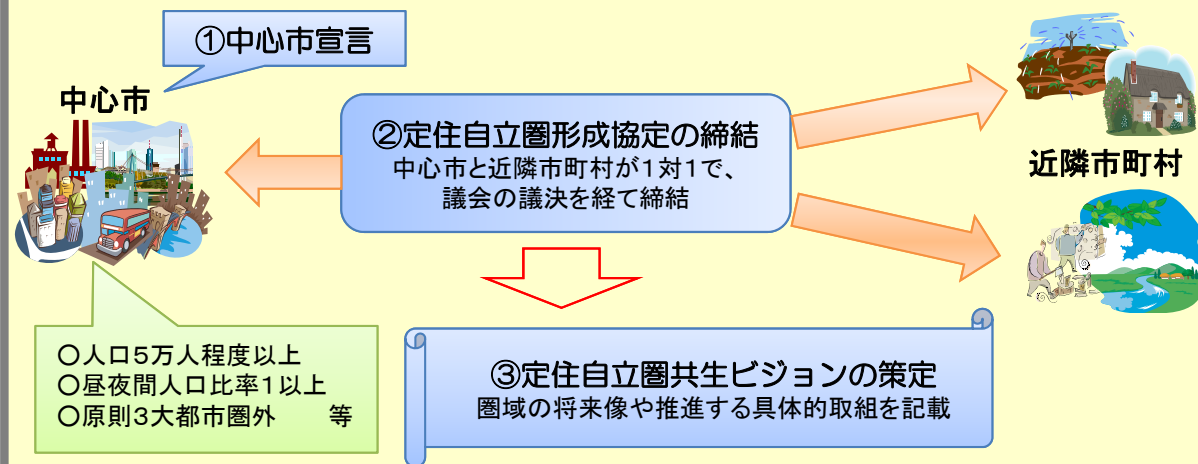 ①中心市宣言
中心市
②定住自立圏形成協定の締結
中心市と近隣市町村が1対1で、
議会の議決を経て締結
近隣市町村
○人口5万人程度以上
○昼夜間人口比率1以上
○原則3大都市圏外　　等
③定住自立圏共生ビジョンの策定
圏域の将来像や推進する具体的取組を記載